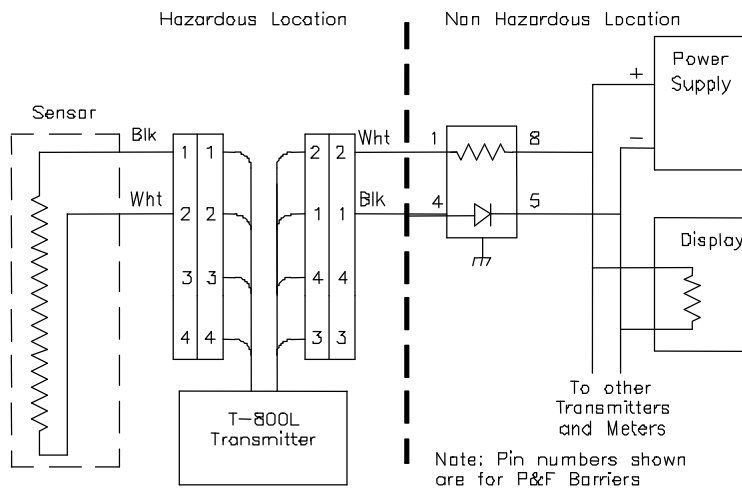 Hazardous Location
Non Hazardous Location
Sensor
Blk
Wht
1 1
2 2
3 3
4 4
2 2
1 1
4 4
3 3
Wht
Blk
1
8
4
5
+
-
Power
Supply
Display
T-800L
Transmitter
To other
Transmitters
and Meters
Note: Pin numbers shown
are for P&F Barriers